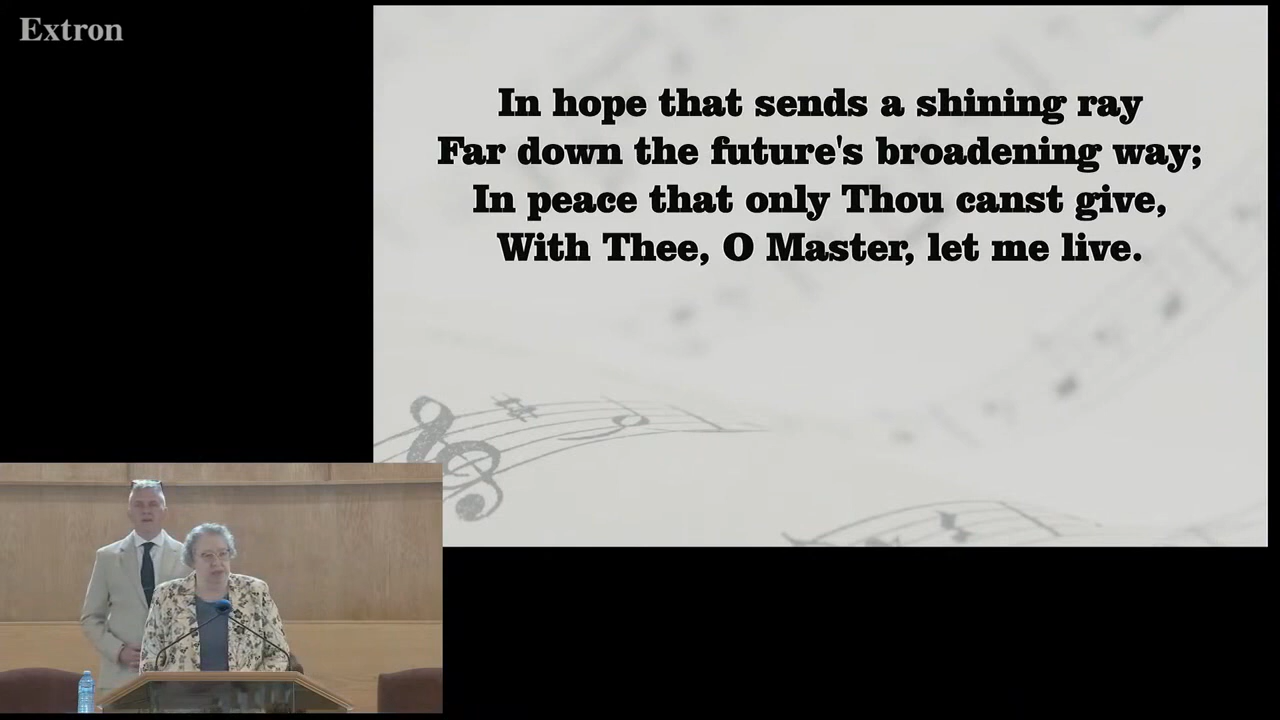 Extron
In hope that sends a shining ray
Far down the future's broadening way;
In peace that only Thou canst give,
With Thee, O Master, let me live.